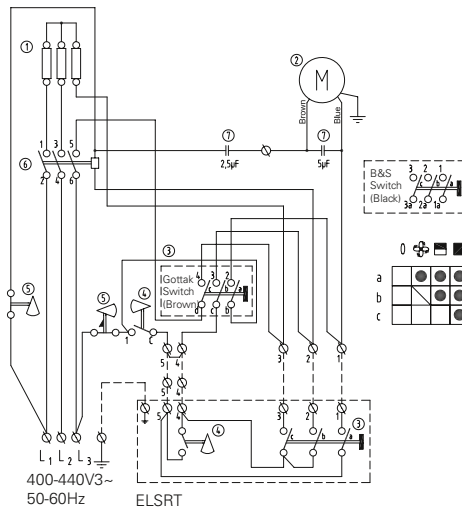 1
2
M
Brown
Blue
7
2,5µF
7
5µF
1 3 5
6
2 4 6
B&S
Switch
(Black)
3 2 1
c b a
3a 2a 1a
3
Gottak
Switch
(Brown)
4 3 2
c b a
0
a
b
c
5
5
4
1 C
5 4
5 4
3 2 1
5 4
3 2 1
4
c b a
3
L1 L2 L3
400-440V3~
50-60Hz
ELSRT